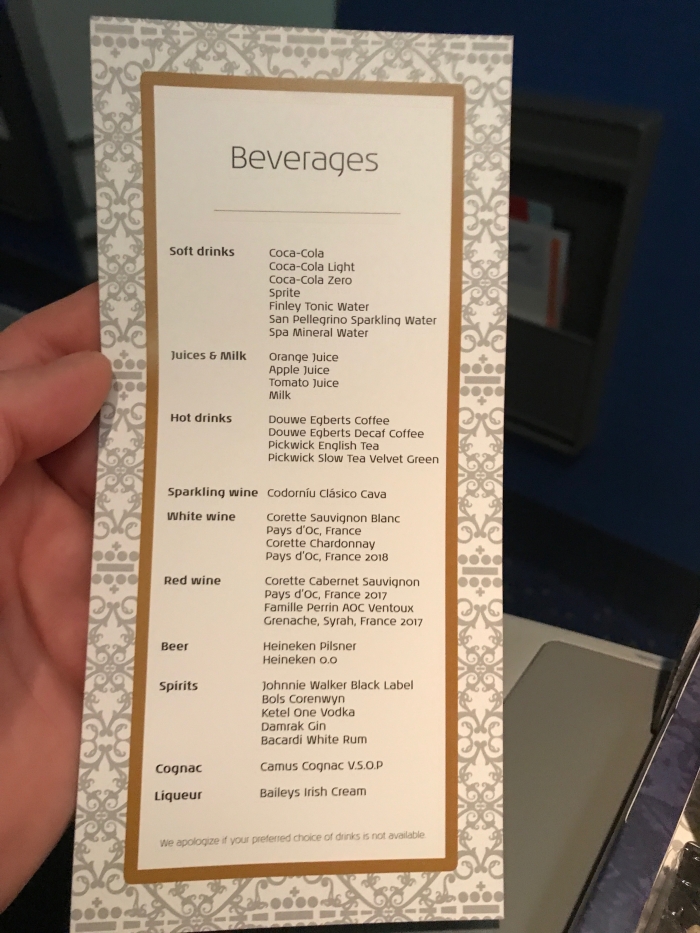 Beverages
Soft drinks Coca-Cola
Coca-Cola Light
Coca-Cola Zero
Sprite
Finley Tonic Water
San Pellegrino Sparkling Water
Spa Mineral Water
Juices & Milk Orange Juice
Apple Juice
Tomato Juice
Milk
Hot drinks Douwe Egberts Coffee
Douwe Egberts Decaf Coffee
Pickwick English Tea
Pickwick Slow Tea Velvet Green
Sparkling wine Codorníu Clásico Cava
White wine Corette Sauvignon Blanc
Pays d'Oc, France
Corette Chardonnay
Pays d'Oc, France 2018
Red wine Corette Cabernet Sauvignon
Pays d'Oc, France 2017
Famille Perrin AOC Ventoux
Grenache, Syrah, France 2017
Beer Heineken Pilsner
Heineken 0.0
Spirits Johnnie Walker Black Label
Bols Corenwyn
Ketel One Vodka
Damrak Gin
Bacardi White Rum
Cognac Camus Cognac V.S.O.P
Liqueur Baileys Irish Cream
We apologize if your preferred choice of drinks is not available.